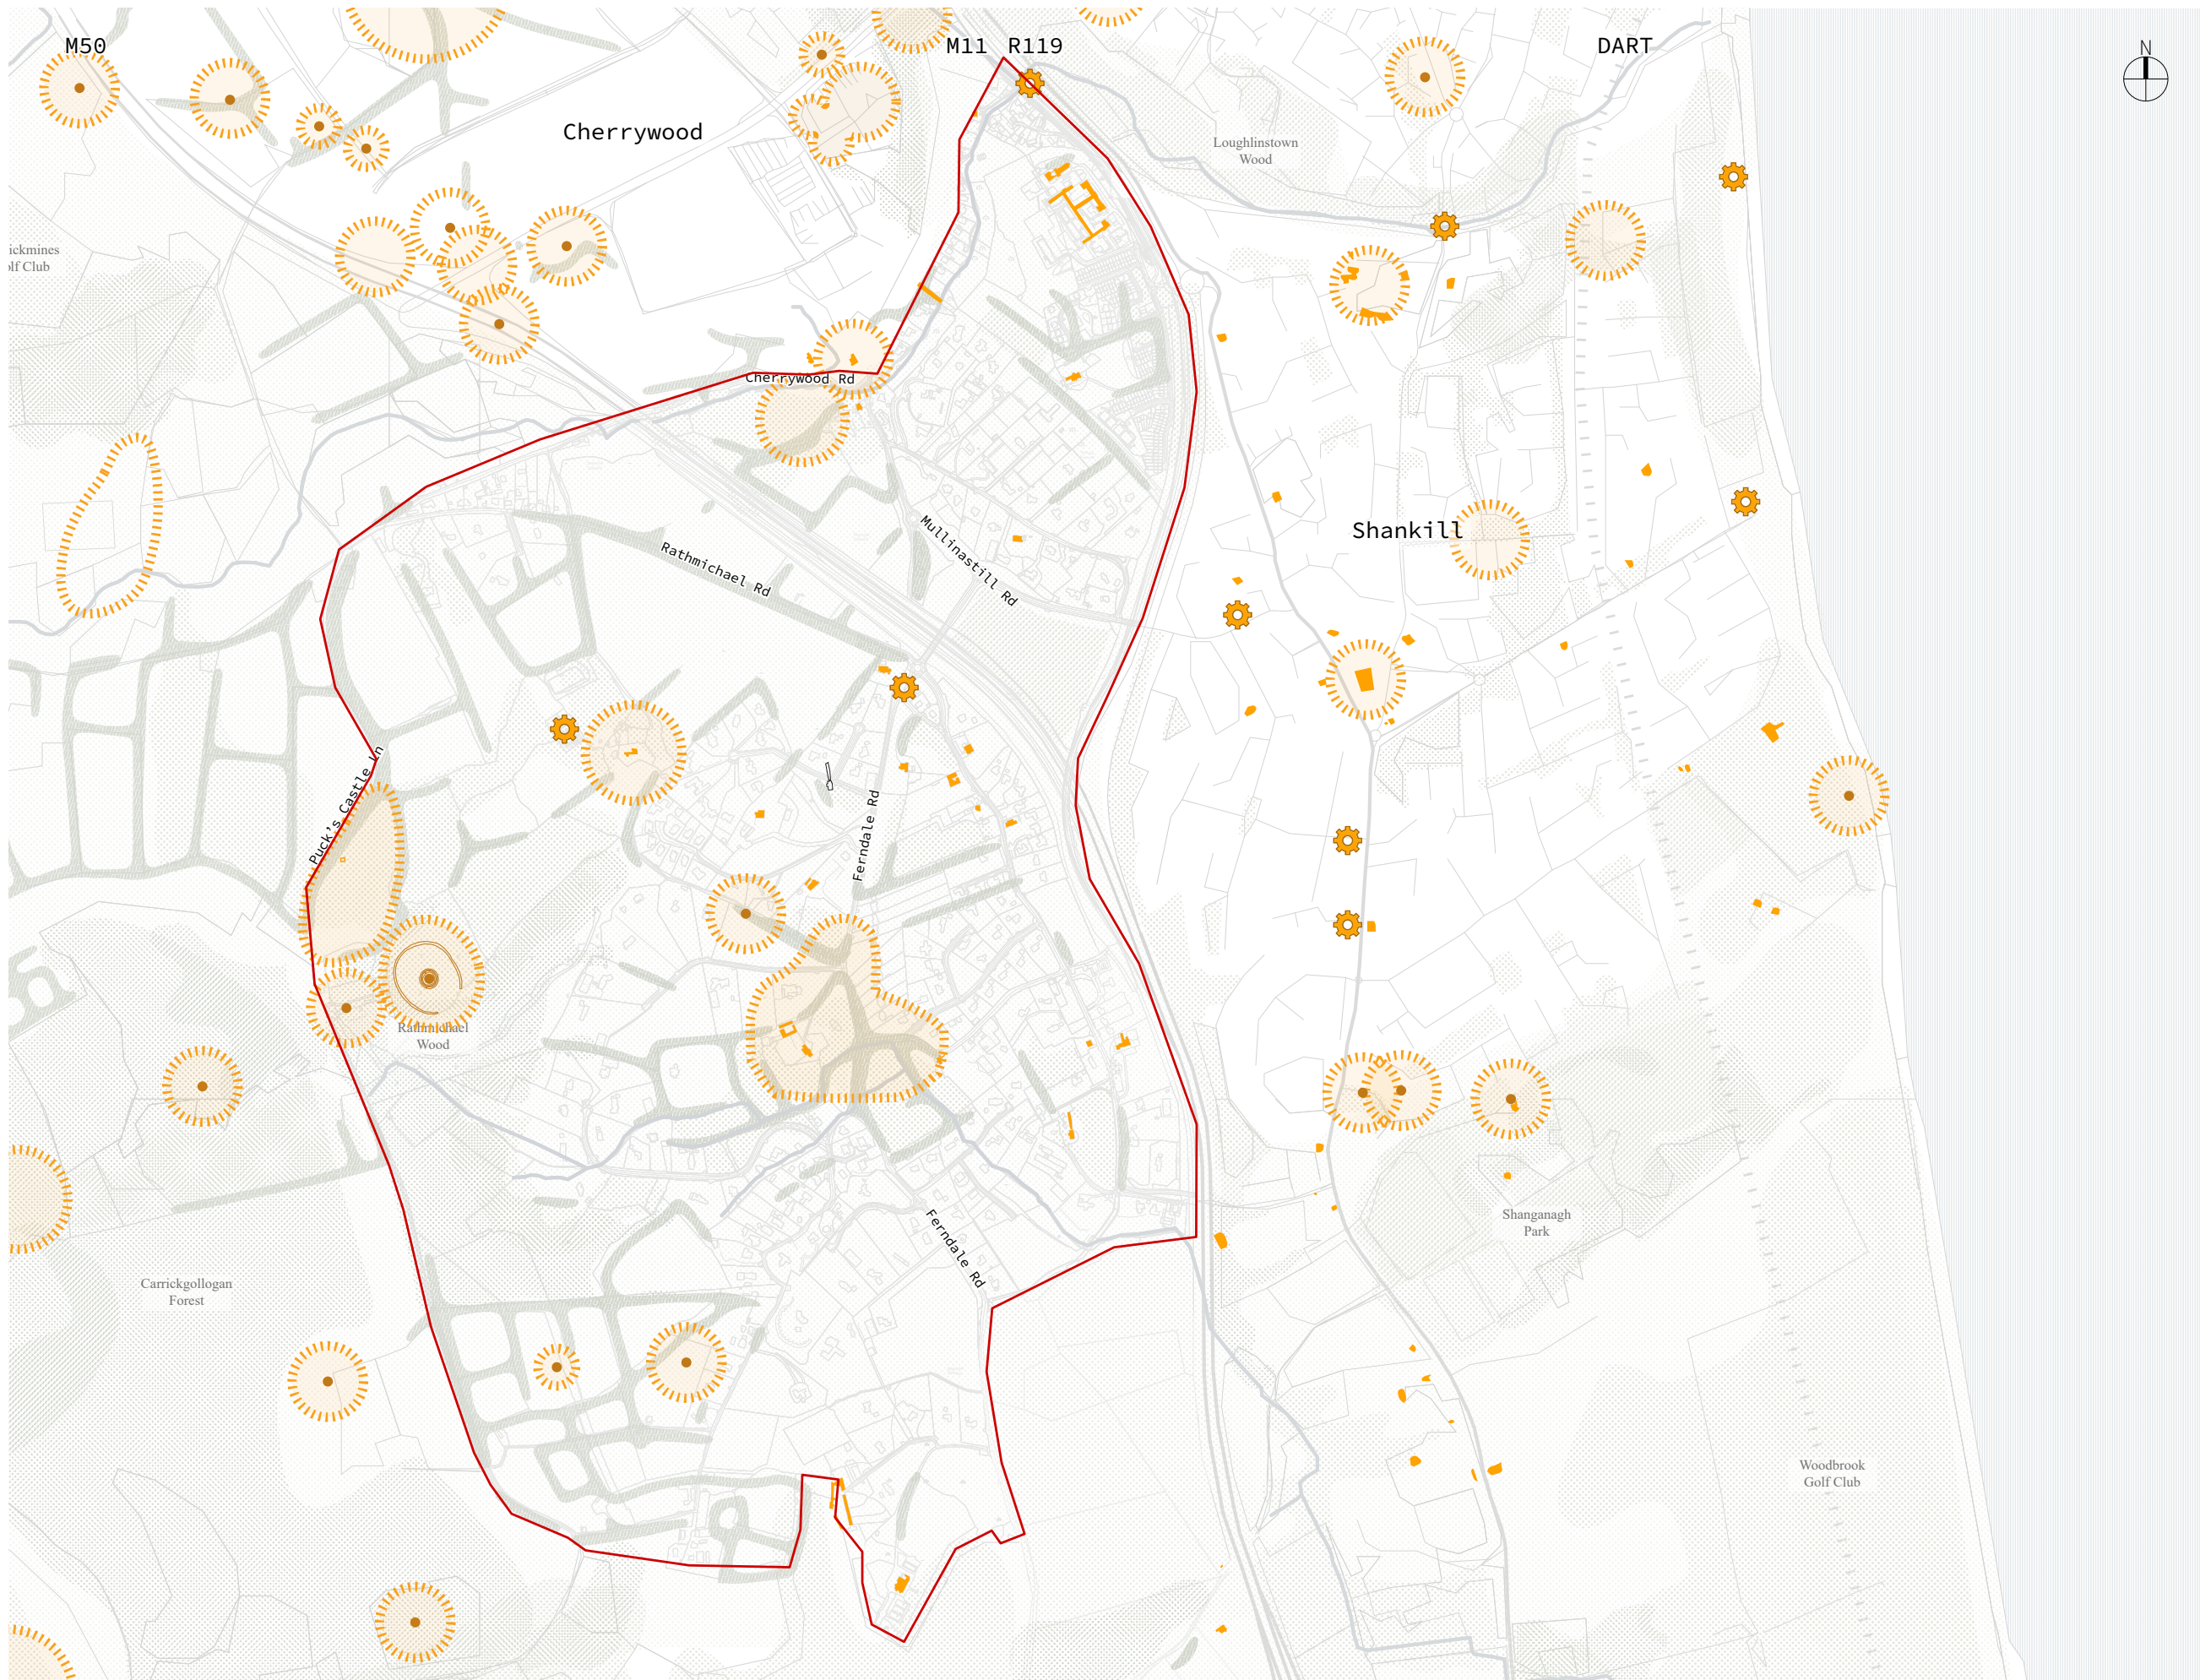 M50
M11 R119
DART
N
Cherrywood
Loughlinstown
Wood
ickmines
olf Club
Cherrywood Rd
Mullinastill Rd
Rathmichael Rd
Shankill
Puck's Castle Ln
Ferndale Rd
Rathmichael
Wood
Shanganagh
Park
Ferndale Rd
Carrickgollogan
Forest
Woodbrook
Golf Club